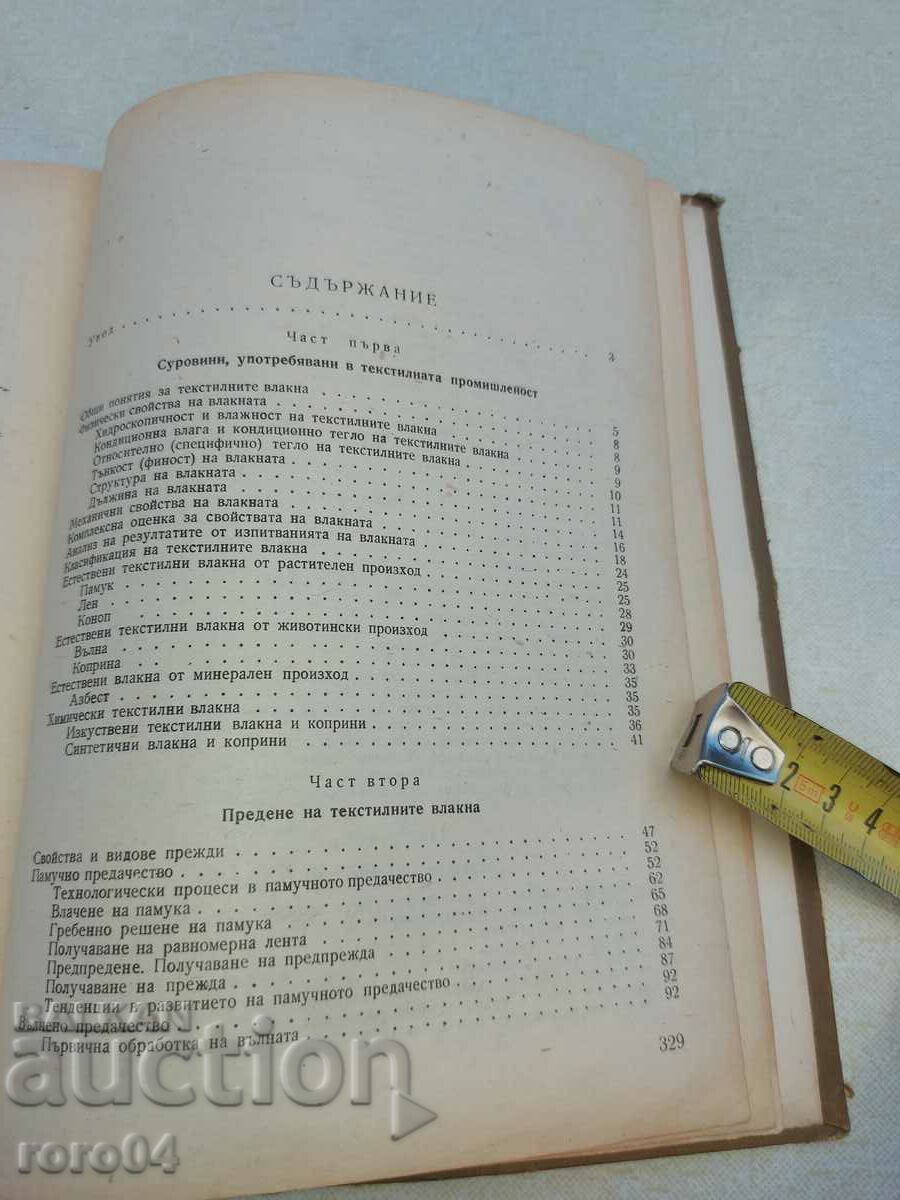 СЪДЪРЖАНИЕ
Увод . . . . . . . . . . . . . . . . . . . . . . . . . 3
Част първа
Суровини, употребявани в текстилната промишленост
Общи понятия за текстилните влакна . . . . . . . . . . 5
Физически свойства на влакната . . . . . . . . . . 8
Хидроскопичност и влажност на текстилните влакна . . . . . 8
Кондиционна влага и кондиционно тегло на текстилните влакна . . . 9
Относително (специфично) тегло на текстилните влакна . . . . . 9
Тънкост (финост) на влакната . . . . . . . . . . 10
Структура на влакната . . . . . . . . . . 11
Дължина на влакната . . . . . . . . . . 11
Механични свойства на влакната . . . . . . . . . . 14
Комплексна оценка за свойствата на влакната . . . . . . . . 16
Анализ на резултатите от изпитванията на влакната . . . . . . . 18
Класификация на текстилните влакна . . . . . . . . . . 24
Естествени текстилни влакна от растителен произход . . . . . . . 25
Памук . . . . . . . . . . 25
Лен . . . . . . . . . . 28
Коноп . . . . . . . . . . 29
Естествени текстилни влакна от животински произход . . . . . . . 30
Вълна . . . . . . . . . . 30
Коприна . . . . . . . . . . 33
Естествени влакна от минерален произход . . . . . . . . . . 35
Азбест . . . . . . . . . . 35
Химически текстилни влакна . . . . . . . . . . 35
Изкуствени текстилни влакна и коприни . . . . . . . . . . 36
Синтетични влакна и коприни . . . . . . . . . . 41
Част втора
Предене на текстилните влакна
Свойства и видове прежди . . . . . . . . . . 47
Памучно предачество . . . . . . . . . . 52
Технологически процеси в памучното предачество . . . . . . . 52
Влачене на памука . . . . . . . . . . 62
Гребенно решене на памука . . . . . . . . . . 65
Получаване на равномерна лента . . . . . . . . . . 68
Предпредене. Получаване на предпрежда . . . . . . . . . . 71
Получаване на прежда . . . . . . . . . . 84
Тенденции в развитието на памучното предачество . . . . . . . 87
Вълнено предачество . . . . . . . . . . 92
Първична обработка на вълната . . . . . . . . . . 92
329
1 2 3 4
5 m
BALKAN
auction
roro04